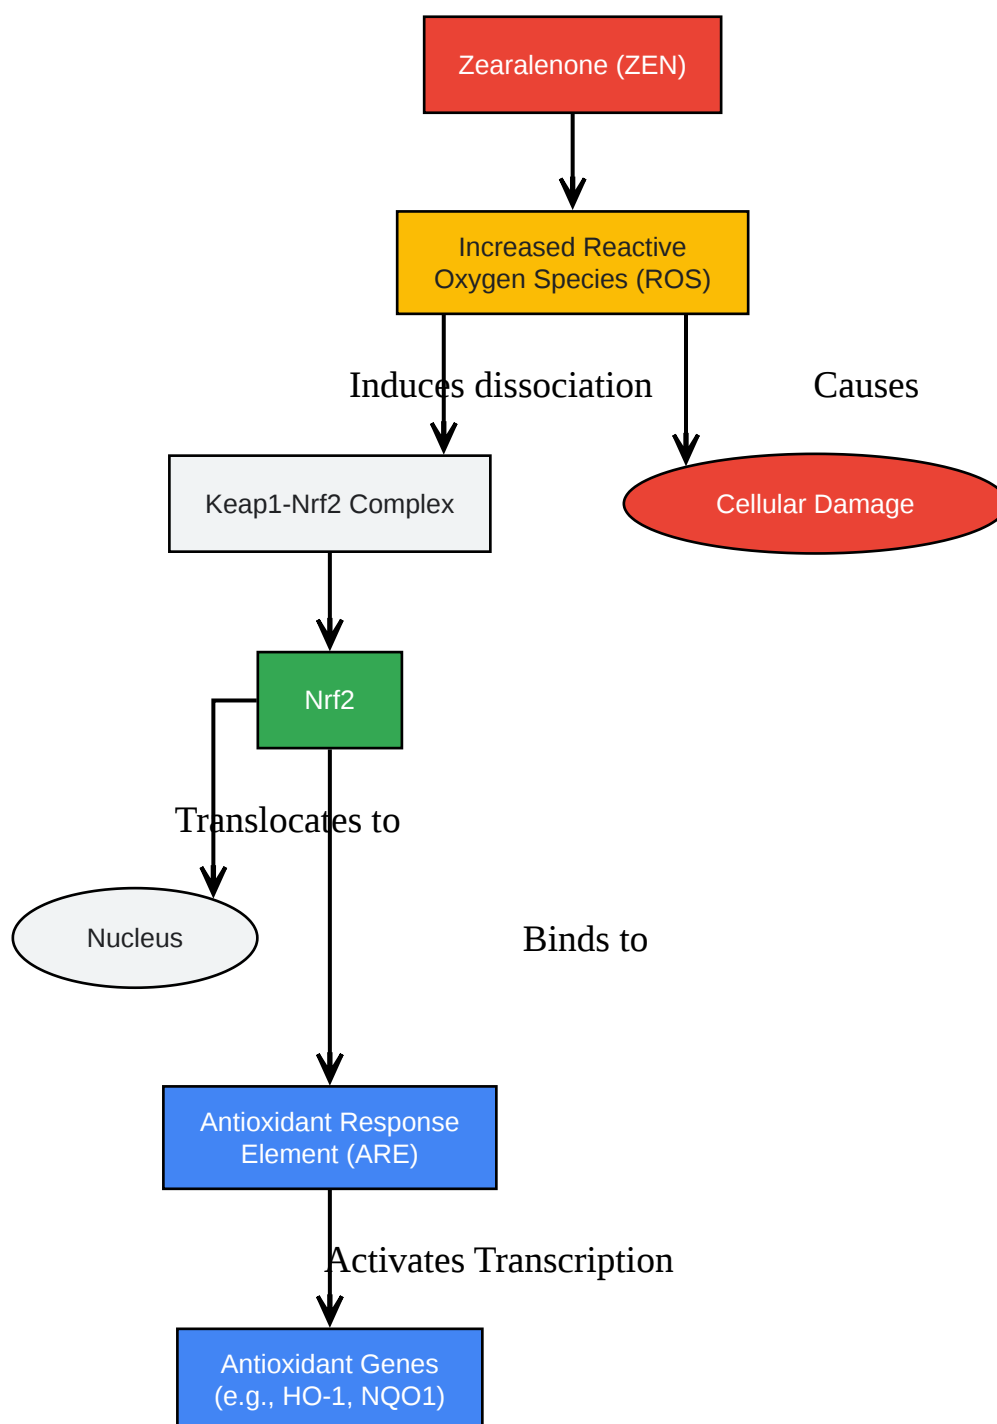 Zearalenone (ZEN)
Increased Reactive
Oxygen Species (ROS)
Induces dissociation
Causes
Keap1-Nrf2 Complex
Cellular Damage
Nrf2
Translocates to
Nucleus
Binds to
Antioxidant Response
Element (ARE)
Activates Transcription
Antioxidant Genes
(e.g., HO-1, NQO1)